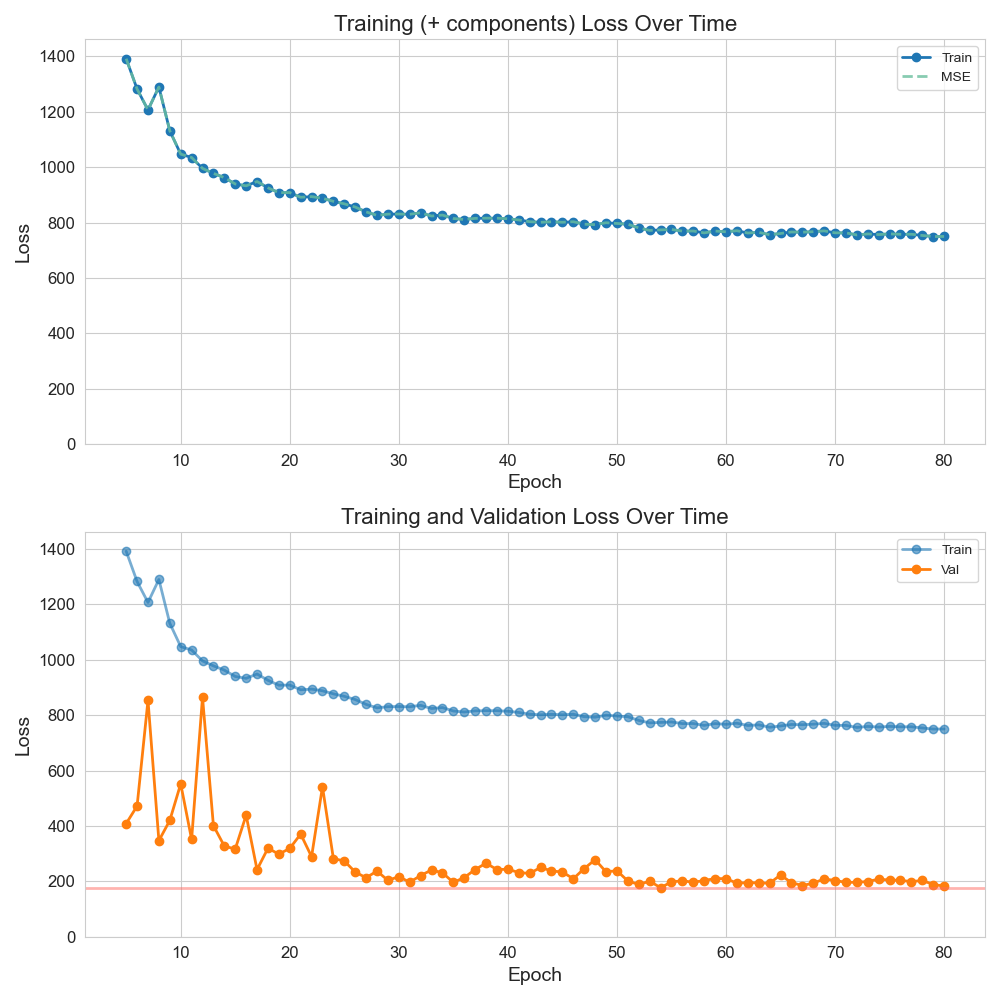 Training (+ components) Loss Over Time
1400
1200
1000
800
600
400
200
0
Loss
Train
MSE
10 20 30 40 50 60 70 80
Epoch
Training and Validation Loss Over Time
1400
1200
1000
800
600
400
200
0
Loss
Train
Val
10 20 30 40 50 60 70 80
Epoch